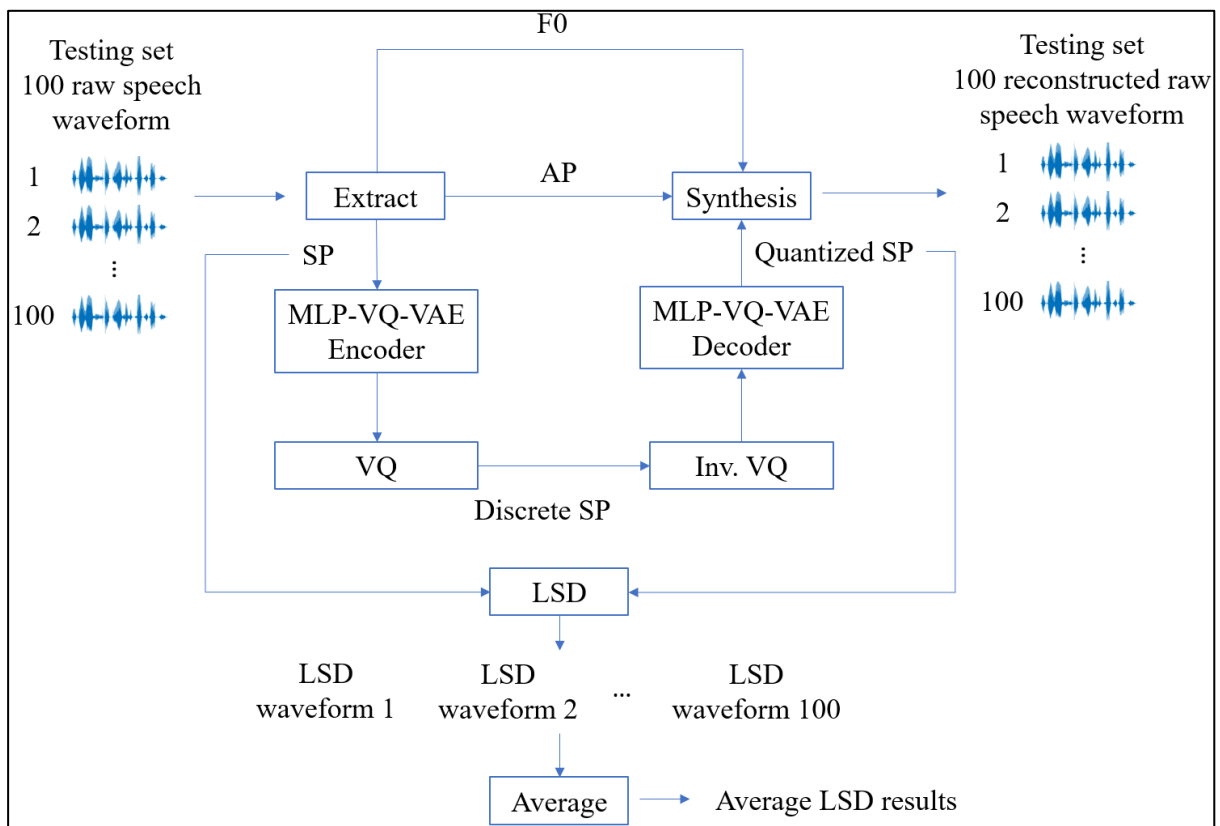 F0
Testing set
100 raw speech
waveform
Testing set
100 reconstructed raw
speech waveform
1
2
...
100
Extract
AP
Synthesis
1
2
...
100
SP
Quantized SP
MLP-VQ-VAE
Encoder
MLP-VQ-VAE
Decoder
VQ
Inv. VQ
Discrete SP
LSD
LSD
waveform 1
LSD
waveform 2
...
LSD
waveform 100
Average
Average LSD results